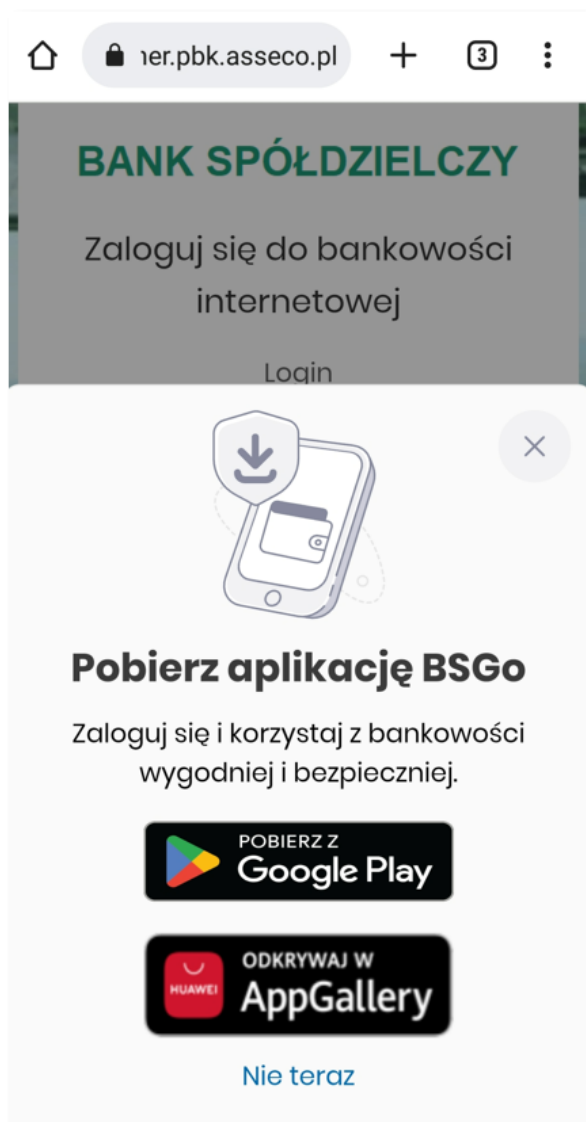 ner.pbk.asseco.pl
3
BANK SPÓŁDZIELCZY
Zaloguj się do bankowości
internetowej
Login
Pobierz aplikację BSGo
Zaloguj się i korzystaj z bankowości
wygodniej i bezpieczniej.
POBIERZ Z
Google Play
HUAWEI
ODKRYWAJ W
AppGallery
Nie teraz